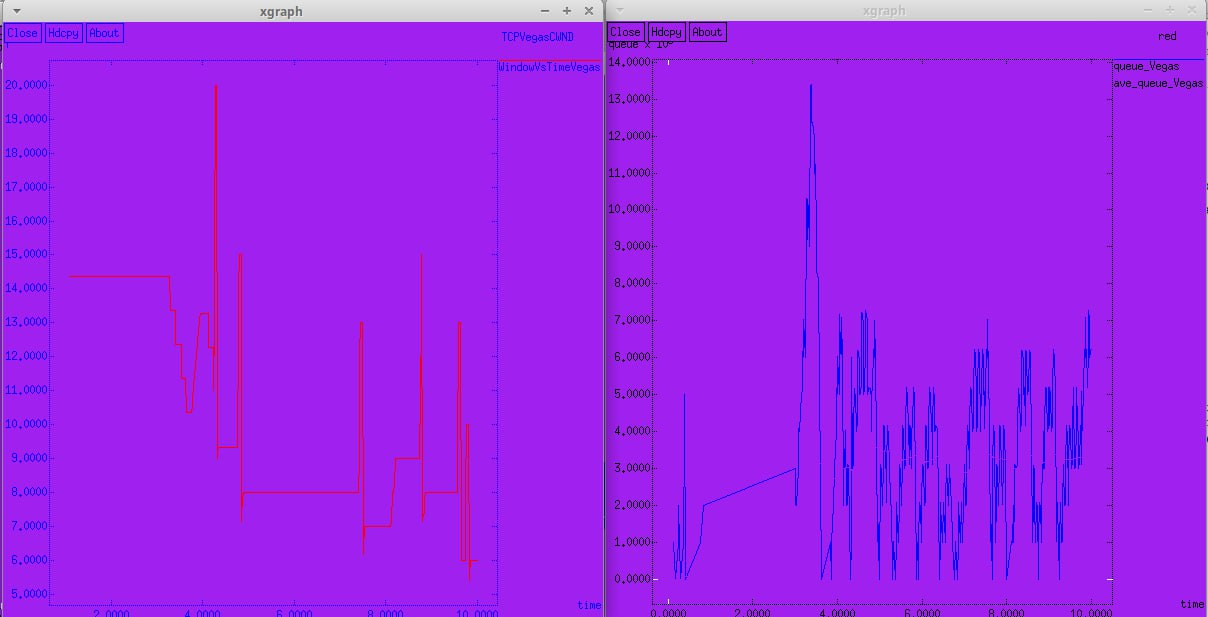 xgraph
Close Hdcpy About
TCPVegasCWND
WindowVsTimeVegas
20.0000
19.0000
18.0000
17.0000
16.0000
15.0000
14.0000
13.0000
12.0000
11.0000
10.0000
9.0000
8.0000
7.0000
6.0000
5.0000
time
2.0000 4.0000 6.0000 8.0000 10.0000
xgraph
Close Hdcpy About
red
queue x 10
queue_Vegas
ave_queue_Vegas
14.0000
13.0000
12.0000
11.0000
10.0000
9.0000
8.0000
7.0000
6.0000
5.0000
4.0000
3.0000
2.0000
1.0000
0.0000
time
0.0000 2.0000 4.0000 6.0000 8.0000 10.0000